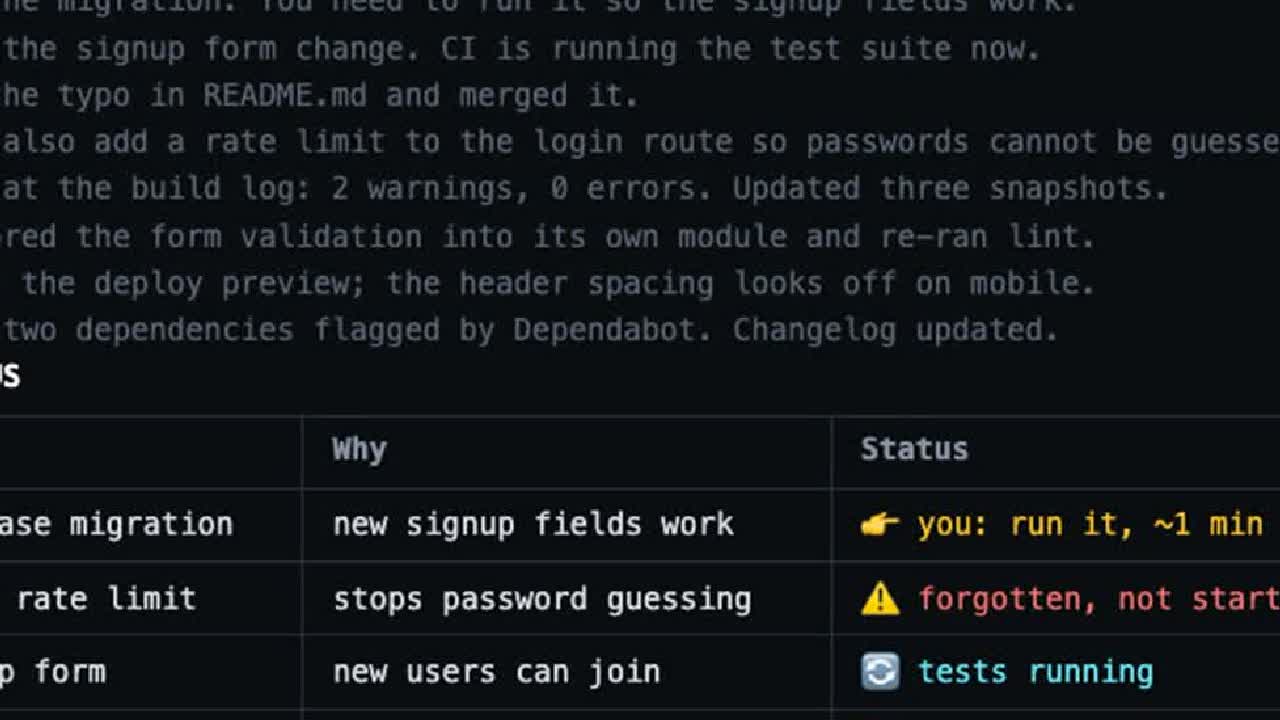 the migration. You need to run it so the signup fields work.
the signup form change. CI is running the test suite now.
the typo in README.md and merged it.
also add a rate limit to the login route so passwords cannot be guesse
at the build log: 2 warnings, 0 errors. Updated three snapshots.
ored the form validation into its own module and re-ran lint.
the deploy preview; the header spacing looks off on mobile.
two dependencies flagged by Dependabot. Changelog updated.
US
Why Status
ase migration new signup fields work 👉 you: run it, ~1 min
rate limit stops password guessing ⚠️ forgotten, not start
p form new users can join 🔄 tests running